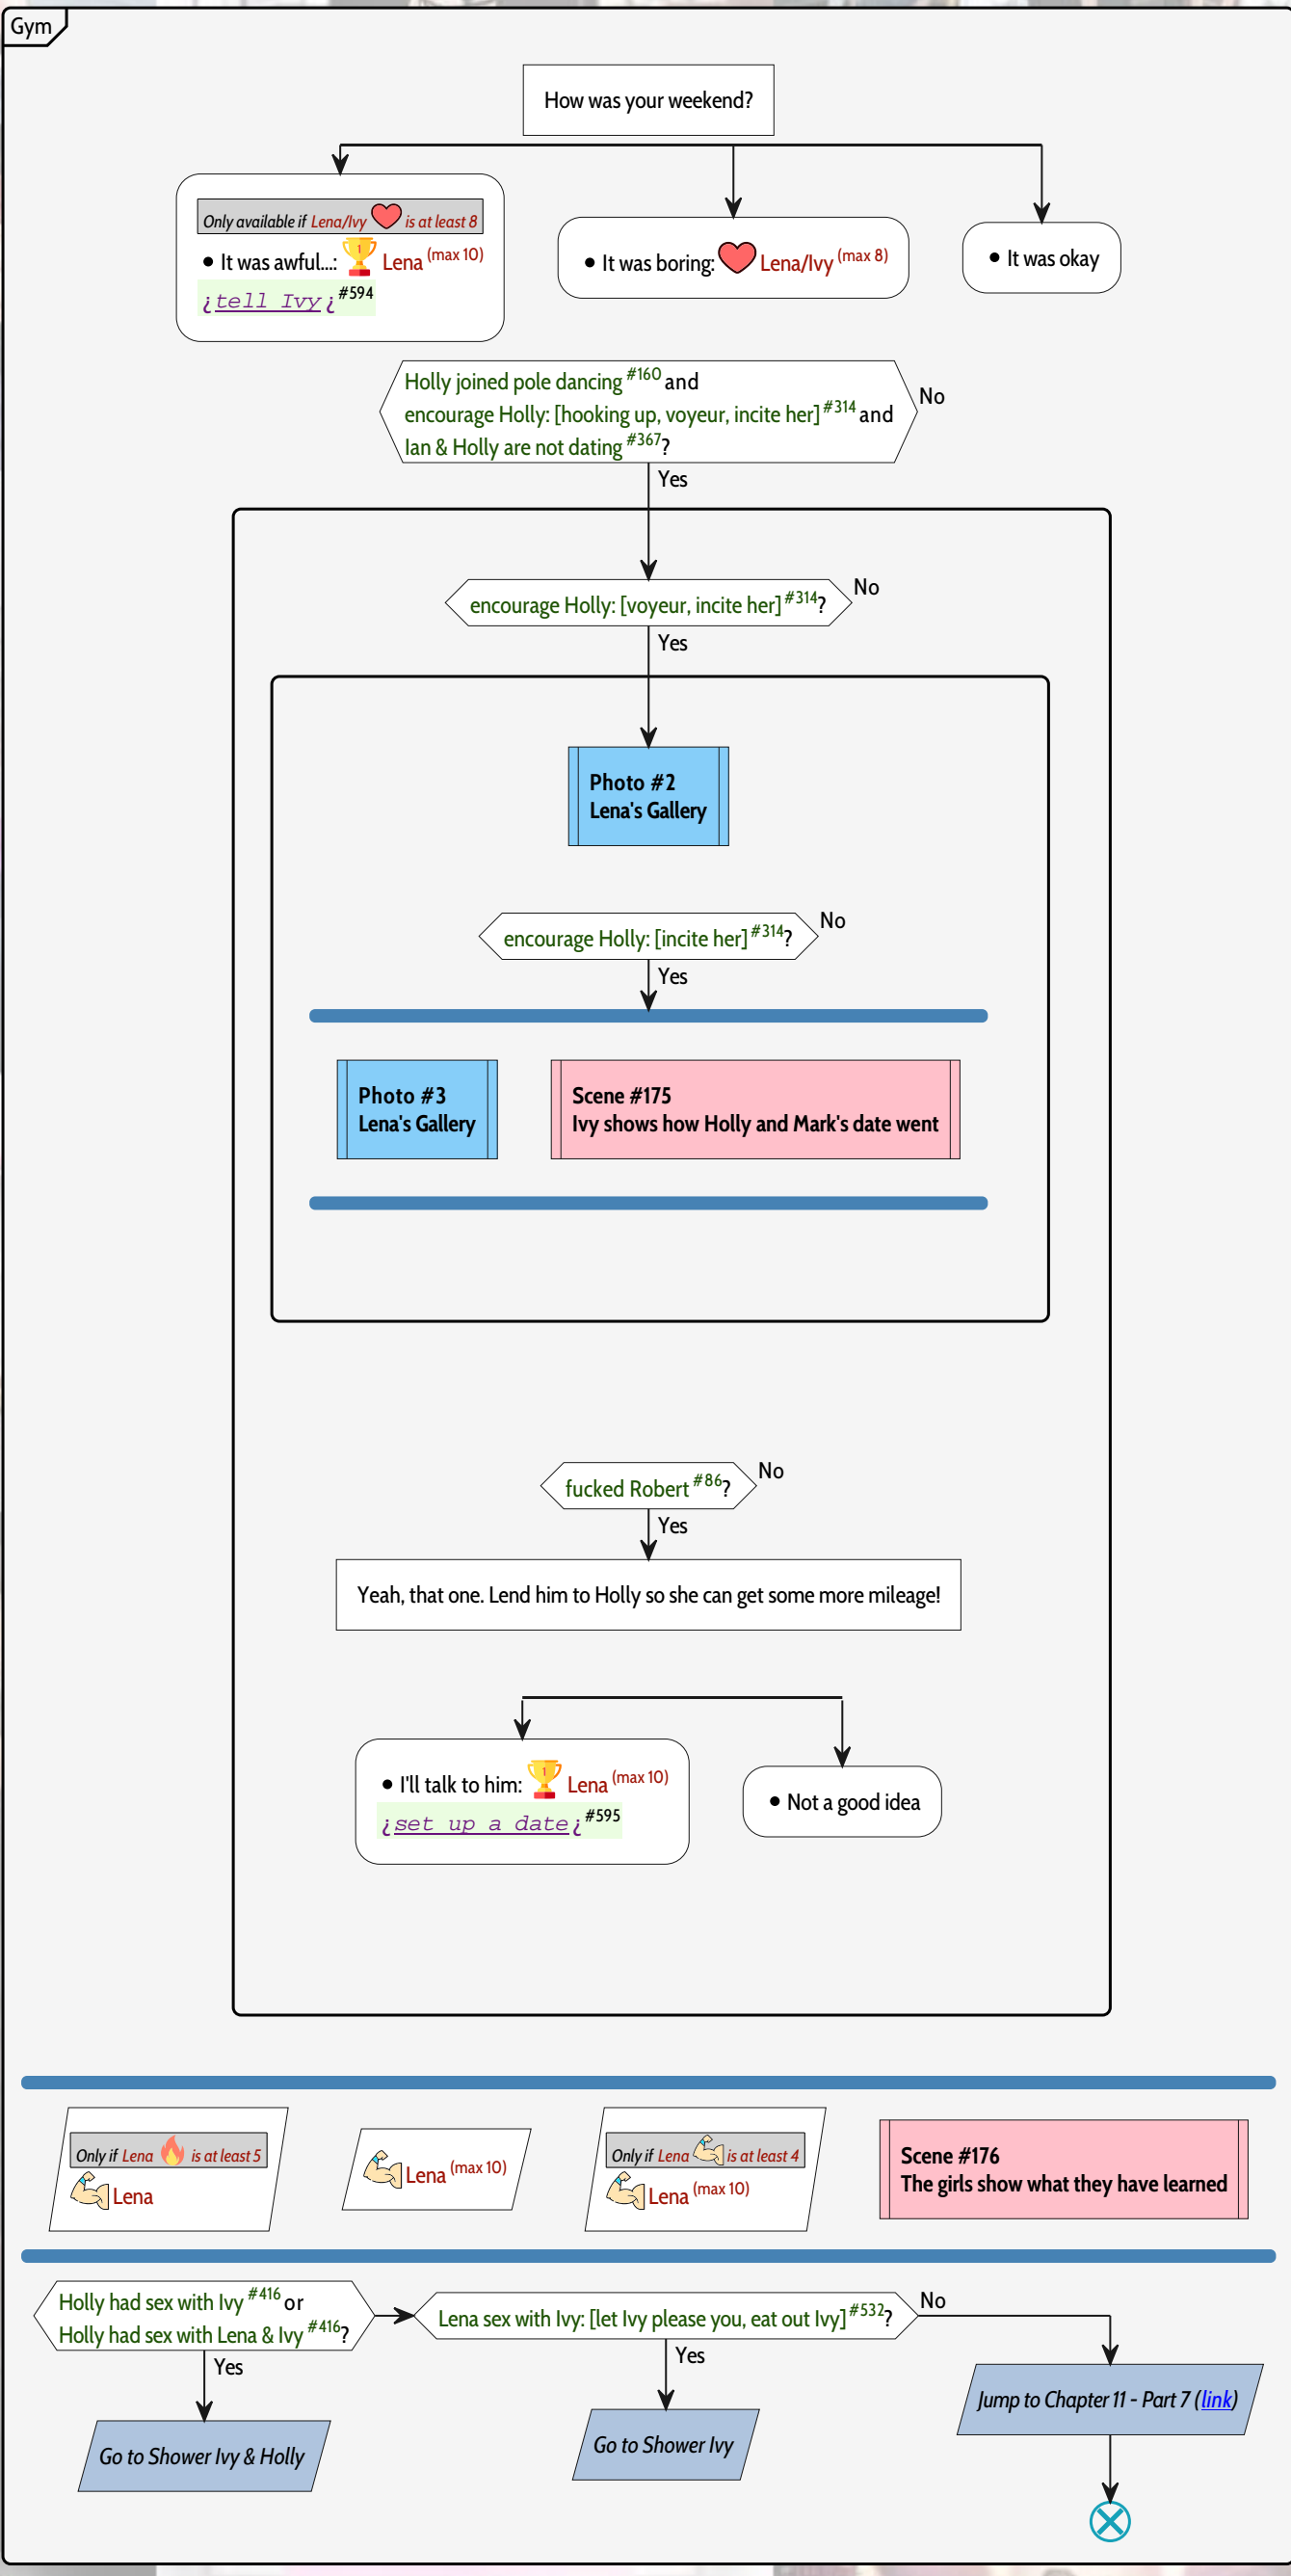 Gym
How was your weekend?
Only available if Lena/Ivy is at least 8
• It was awful...: 1 Lena (max 10)
¿tell Ivy¿ #594
• It was boring: Lena/Ivy (max 8)
• It was okay
Holly joined pole dancing #160 and
encourage Holly: [hooking up, voyeur, incite her] #314 and
Ian & Holly are not dating #367?
No
Yes
encourage Holly: [voyeur, incite her] #314?
No
Yes
Photo #2
Lena's Gallery
encourage Holly: [incite her] #314?
No
Yes
Photo #3
Lena's Gallery
Scene #175
Ivy shows how Holly and Mark's date went
fucked Robert #86?
No
Yes
Yeah, that one. Lend him to Holly so she can get some more mileage!
• I'll talk to him: 1 Lena (max 10)
¿set up a date¿ #595
• Not a good idea
Only if Lena is at least 5
Lena
Lena (max 10)
Only if Lena is at least 4
Lena (max 10)
Scene #176
The girls show what they have learned
Holly had sex with Ivy #416 or
Holly had sex with Lena & Ivy #416?
Yes
Go to Shower Ivy & Holly
Lena sex with Ivy: [let Ivy please you, eat out Ivy] #532?
Yes
Go to Shower Ivy
No
Jump to Chapter 11 - Part 7 (link)